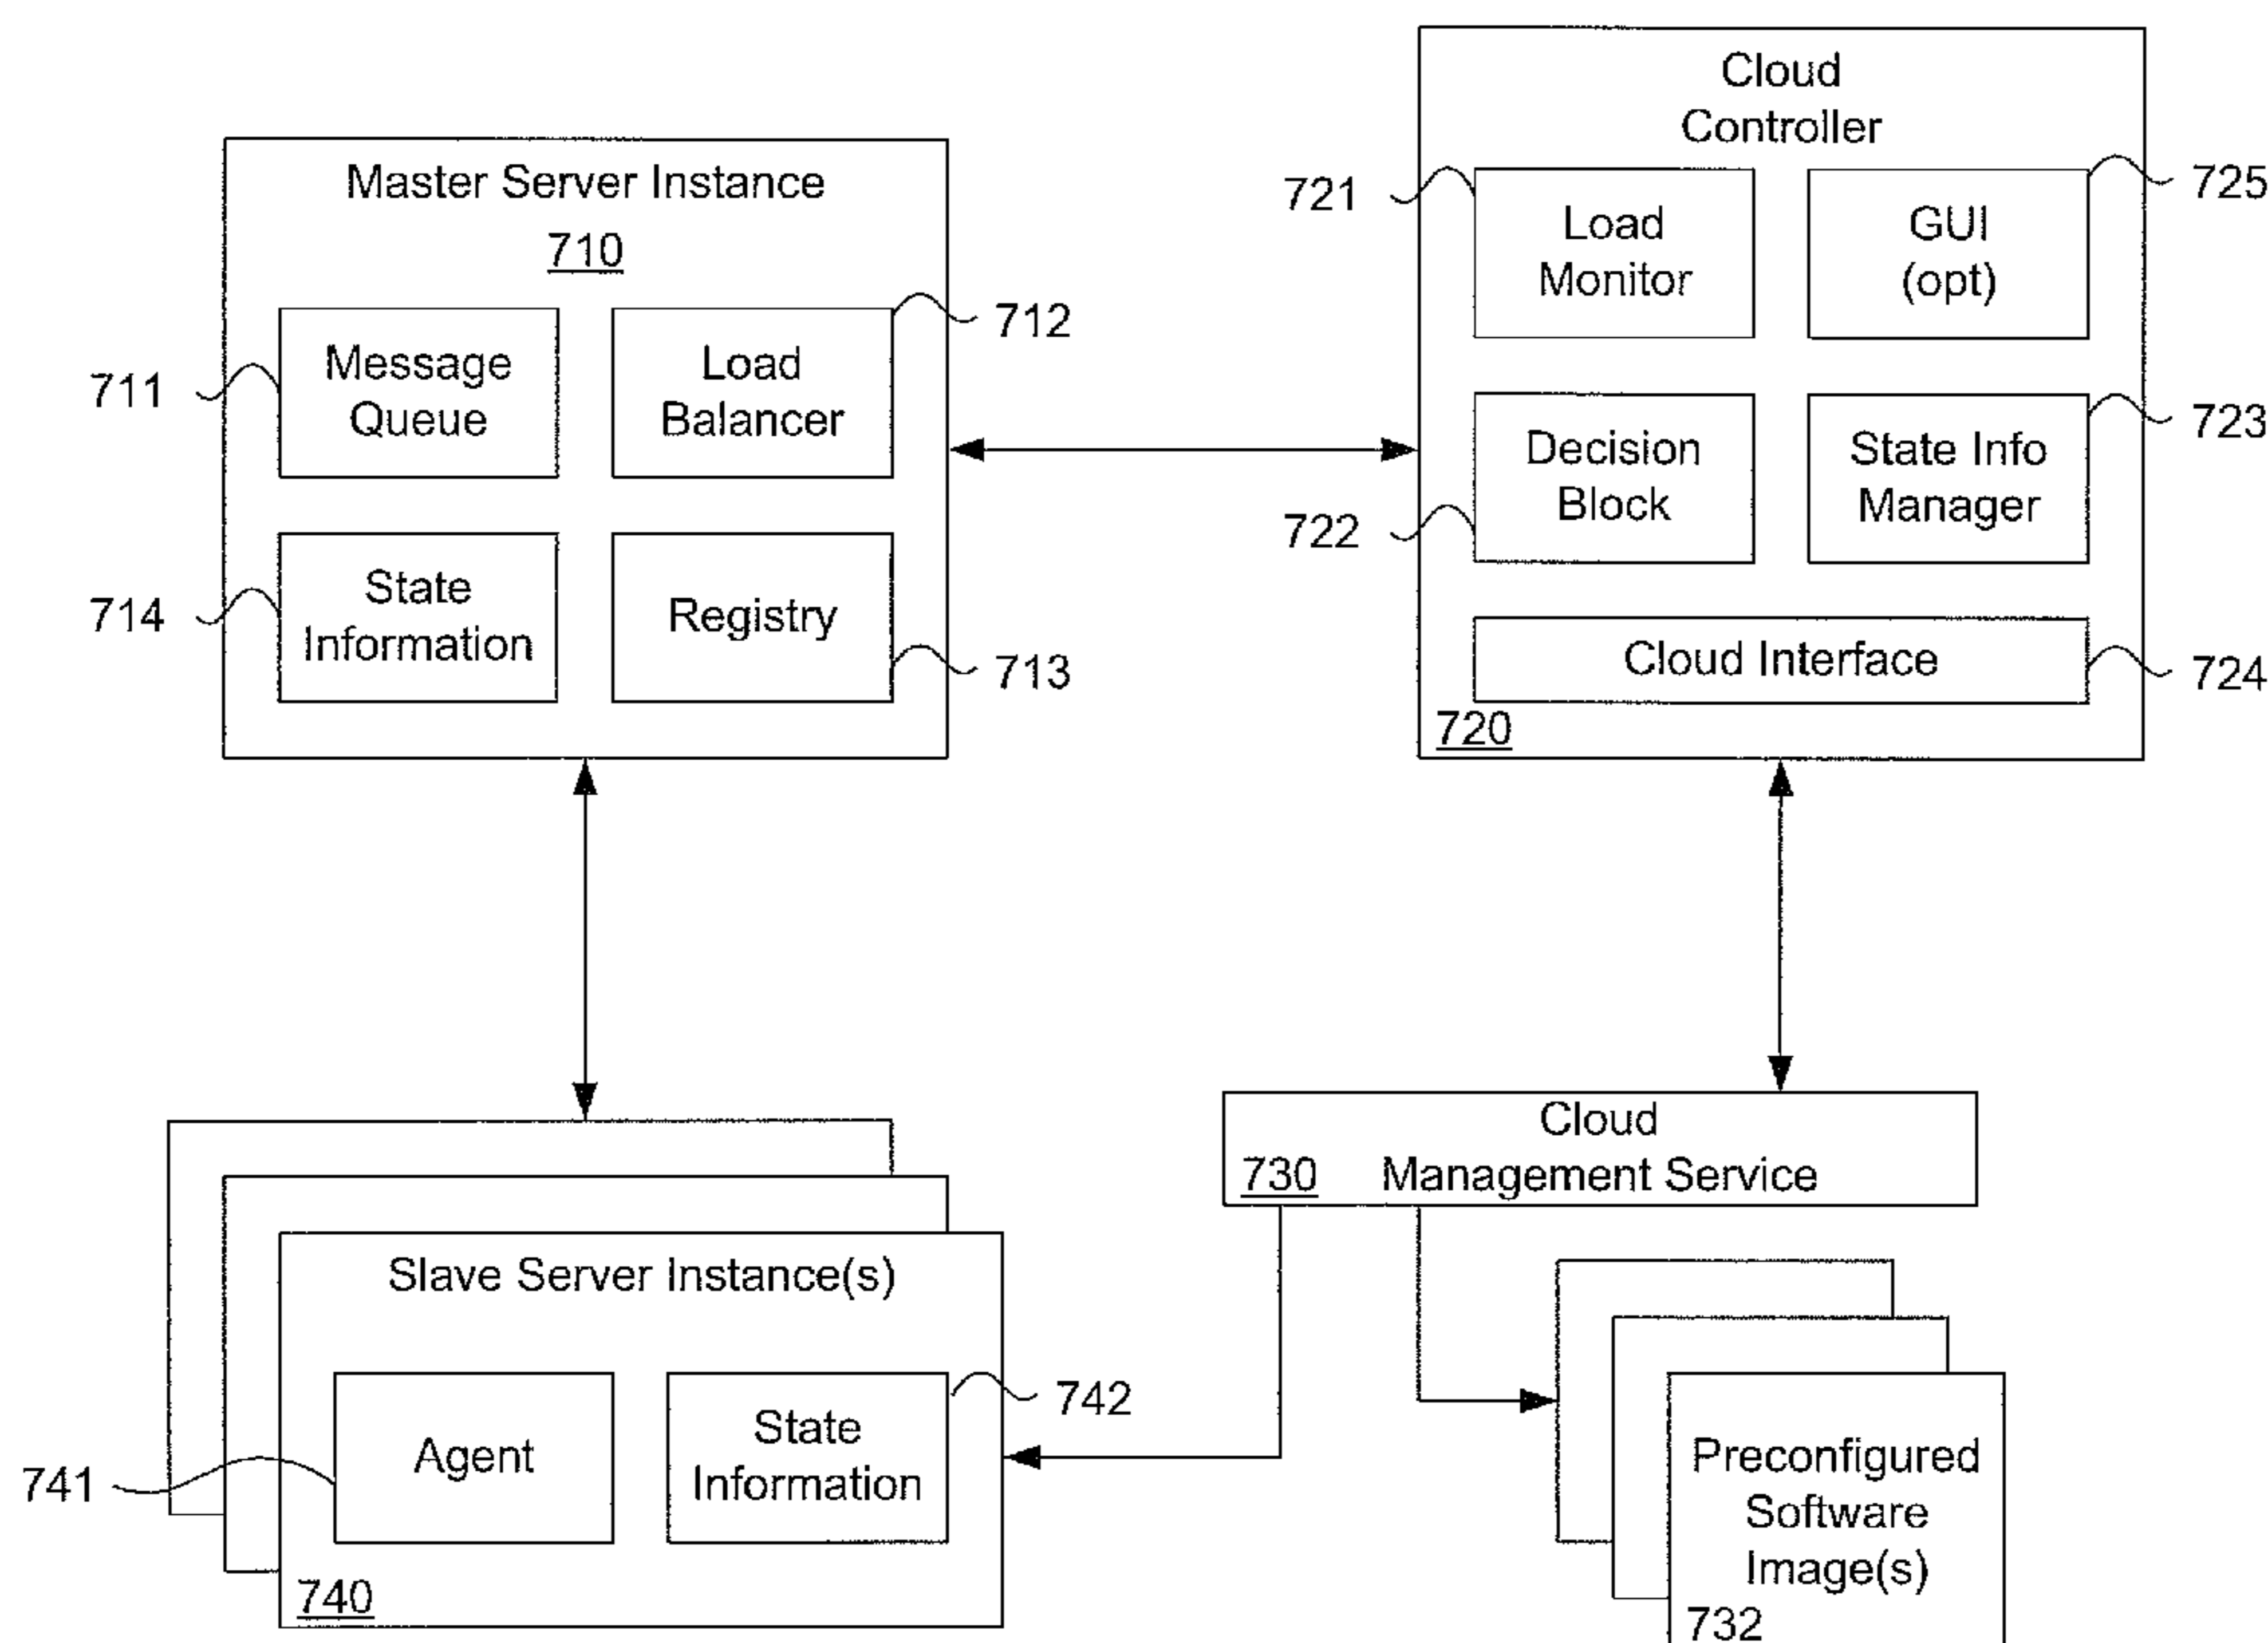 Cloud
Controller
721
Load
Monitor
GUI
(opt)
725
722
Decision
Block
State Info
Manager
723
Cloud Interface
724
720
Master Server Instance
710
711
Message
Queue
Load
Balancer
712
714
State
Information
Registry
713
Cloud
730 Management Service
Slave Server Instance(s)
741
Agent
State
Information
742
740
Preconfigured
Software
Image(s)
732